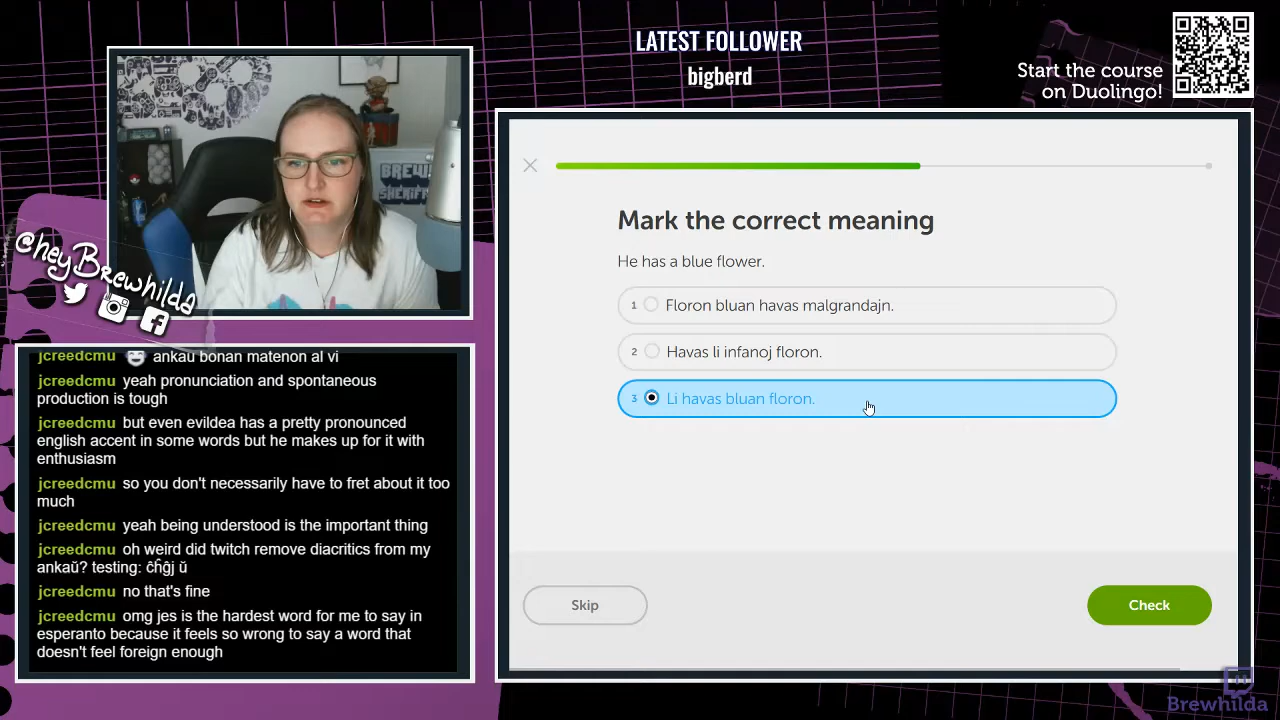 LATEST FOLLOWER
bigberd
Start the course
on Duolingo!
@heyBrewhilda
BREW
SHERIFF
jcreedcmu ankaŭ bonan matenon al vi
jcreedcmu yeah pronunciation and spontaneous
production is tough
jcreedcmu but even evildea has a pretty pronounced
english accent in some words but he makes up for it with
enthusiasm
jcreedcmu so you don't necessarily have to fret about it too
much
jcreedcmu yeah being understood is the important thing
jcreedcmu oh weird did twitch remove diacritics from my
ankaŭ? testing: ĉĥĝj ŭ
jcreedcmu no that's fine
jcreedcmu omg jes is the hardest word for me to say in
esperanto because it feels so wrong to say a word that
doesn't feel foreign enough
Mark the correct meaning
He has a blue flower.
1 Floron bluan havas malgrandajn.
2 Havas li infanoj floron.
3 Li havas bluan floron.
Skip
Check
Brewhilda